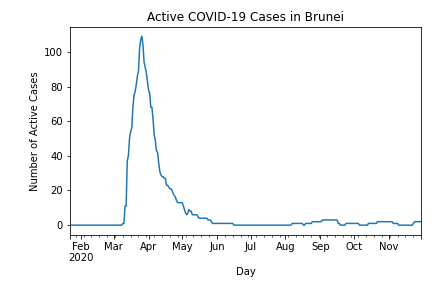 Active COVID-19 Cases in Brunei
Number of Active Cases
100
80
60
40
20
0
Feb Mar Apr May Jun Jul Aug Sep Oct Nov
2020
Day